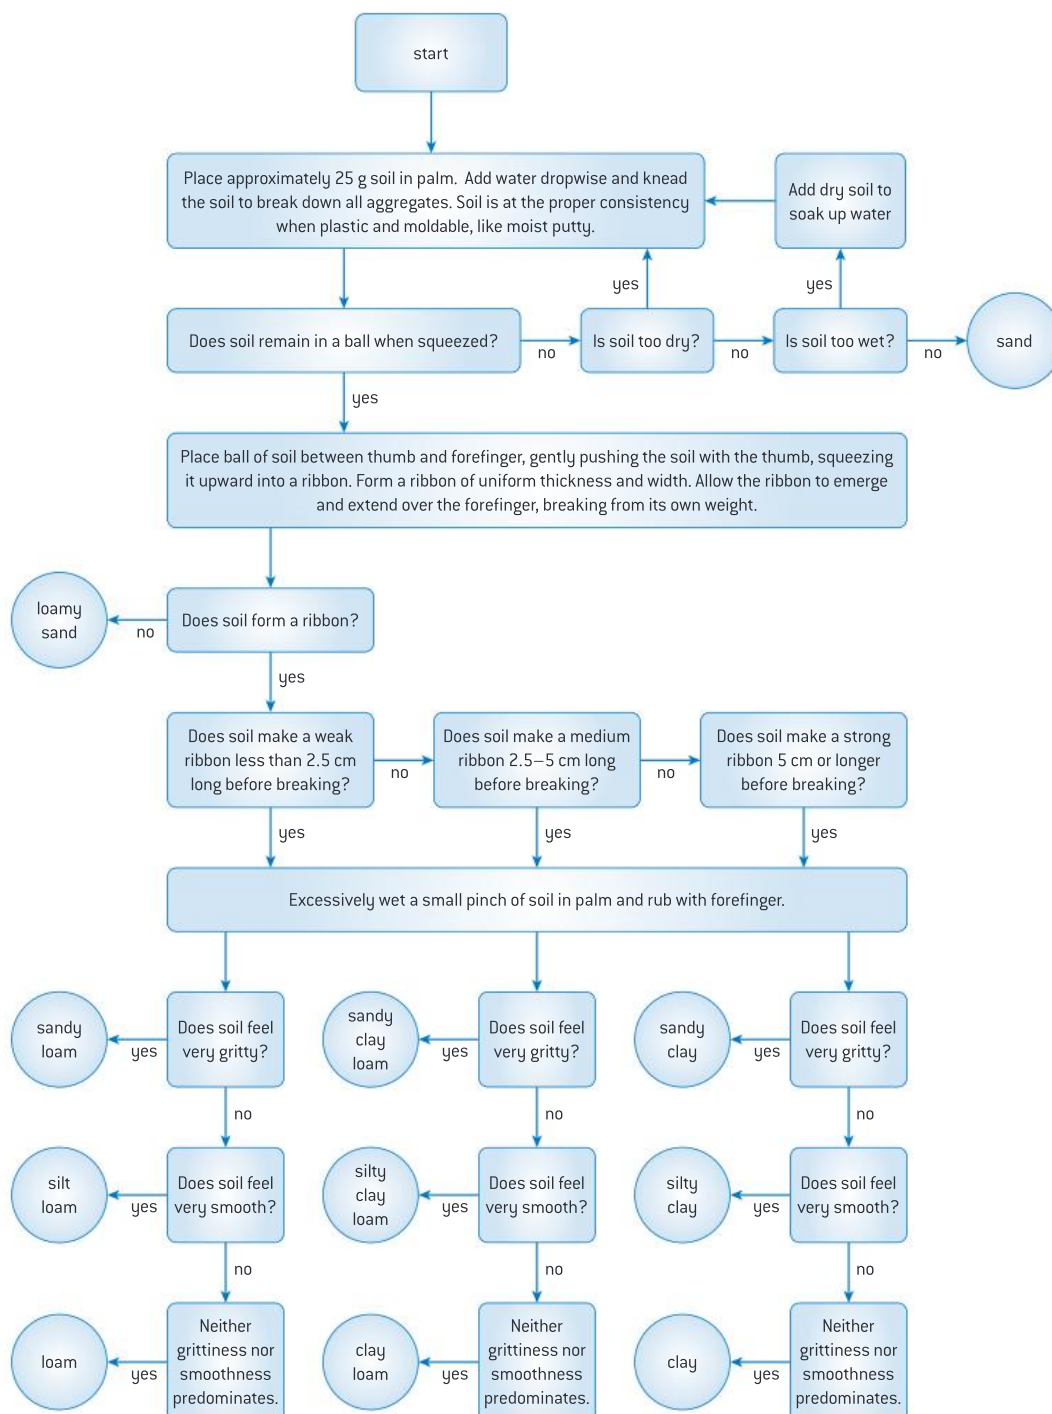 start
Place approximately 25 g soil in palm. Add water dropwise and knead
the soil to break down all aggregates. Soil is at the proper consistency
when plastic and moldable, like moist putty.
Add dry soil to
soak up water
yes
yes
Does soil remain in a ball when squeezed?
no
Is soil too dry?
no
Is soil too wet?
no
sand
yes
Place ball of soil between thumb and forefinger, gently pushing the soil with the thumb, squeezing
it upward into a ribbon. Form a ribbon of uniform thickness and width. Allow the ribbon to emerge
and extend over the forefinger, breaking from its own weight.
loamy
sand
no
Does soil form a ribbon?
yes
Does soil make a weak
ribbon less than 2.5 cm
long before breaking?
no
Does soil make a medium
ribbon 2.5–5 cm long
before breaking?
no
Does soil make a strong
ribbon 5 cm or longer
before breaking?
yes
yes
yes
Excessively wet a small pinch of soil in palm and rub with forefinger.
sandy
loam
yes
Does soil feel
very gritty?
sandy
clay
loam
yes
Does soil feel
very gritty?
sandy
clay
yes
Does soil feel
very gritty?
no
no
no
silt
loam
yes
Does soil feel
very smooth?
silty
clay
loam
yes
Does soil feel
very smooth?
silty
clay
yes
Does soil feel
very smooth?
no
no
no
loam
yes
Neither
grittiness nor
smoothness
predominates.
clay
loam
yes
Neither
grittiness nor
smoothness
predominates.
clay
yes
Neither
grittiness nor
smoothness
predominates.